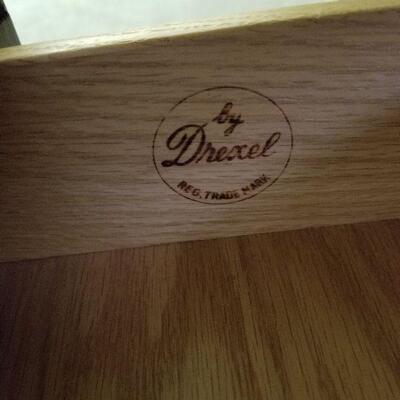 by
Drexel
REG. TRADE MARK